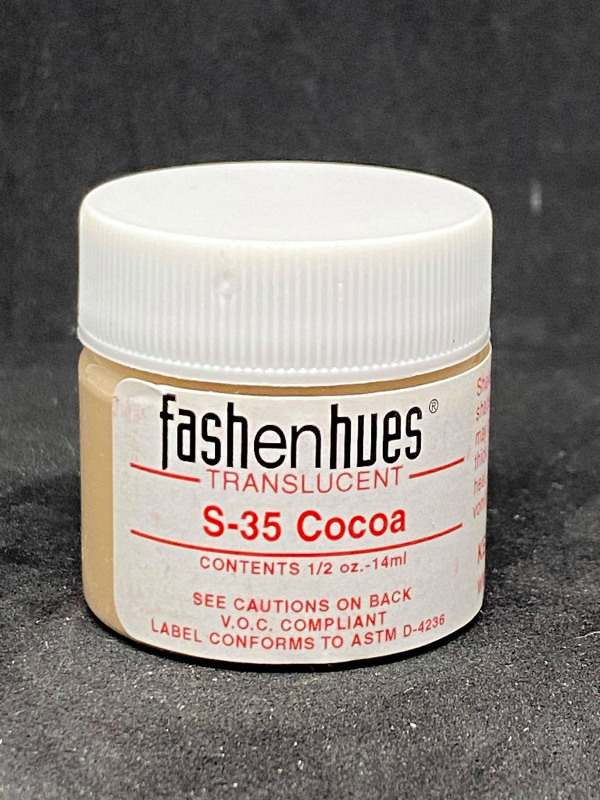 fashenhues®
TRANSLUCENT
S-35 Cocoa
CONTENTS 1/2 oz.-14ml
SEE CAUTIONS ON BACK
V.O.C. COMPLIANT
LABEL CONFORMS TO ASTM D-4236